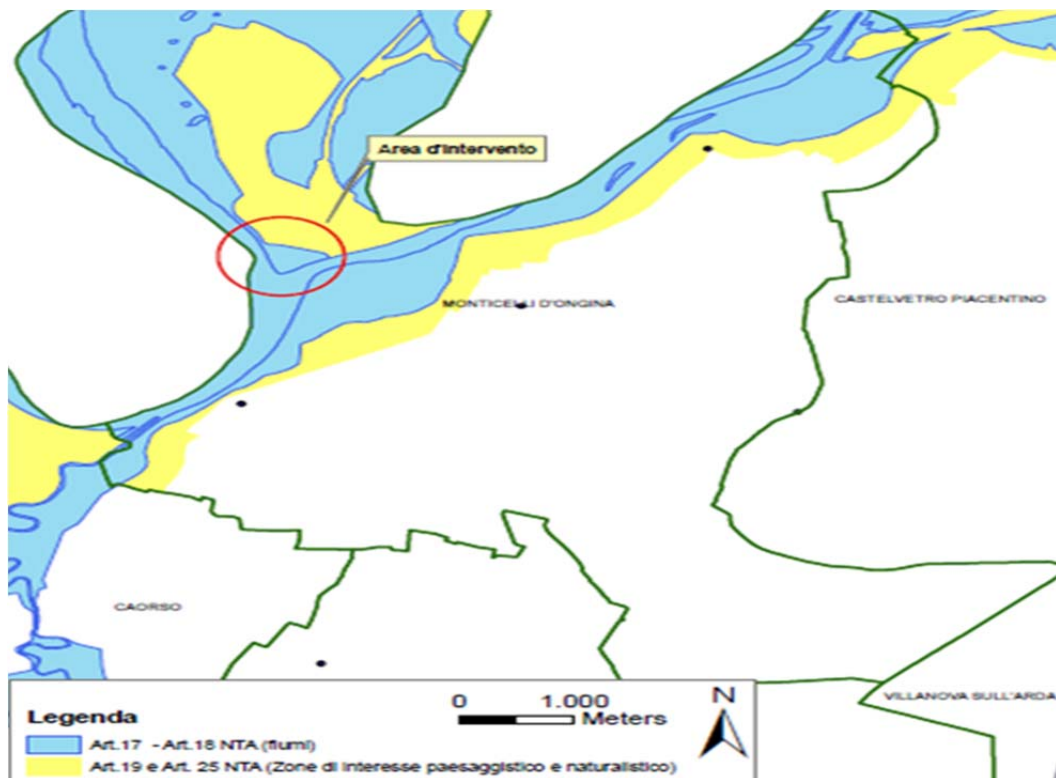 Area d'Intervento
MONTICELLI D'ONGINA
CASTELVETRO PIACENTINO
CAORSO
VILLANOVA SULL'ARDA
0 1.000
Meters
N
Legenda
Art.17 - Art.18 NTA (fiumi)
Art.19 e Art. 25 NTA (Zone di interesse paesaggistico e naturalistico)